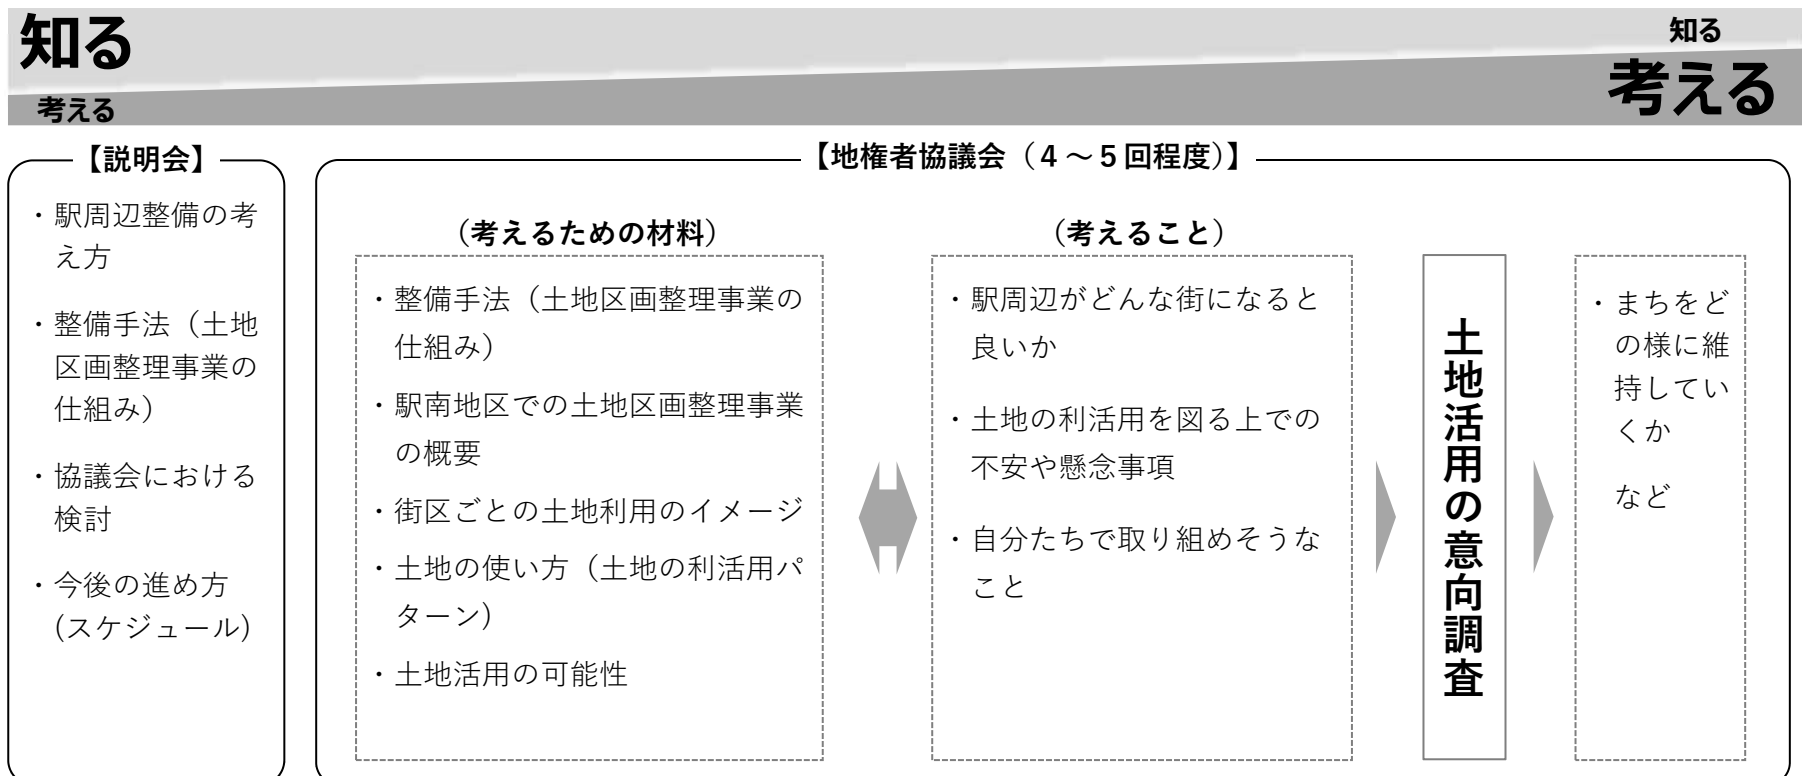 知る
知る
考える
考える
【説明会】
・駅周辺整備の考
え方
・整備手法（土地
区画整理事業の
仕組み）
・協議会における
検討
・今後の進め方
(スケジュール)
【地権者協議会（４～５回程度）】
（考えるための材料）
・整備手法（土地区画整理事業の
仕組み）
・駅南地区での土地区画整理事業
の概要
・街区ごとの土地利用のイメージ
・土地の使い方（土地の利活用パ
ターン）
・土地活用の可能性
（考えること）
・駅周辺がどんな街になると
良いか
・土地の利活用を図る上での
不安や懸念事項
・自分たちで取り組めそうな
こと
土地活用の意向調査
・まちをど
の様に維
持してい
くか
など